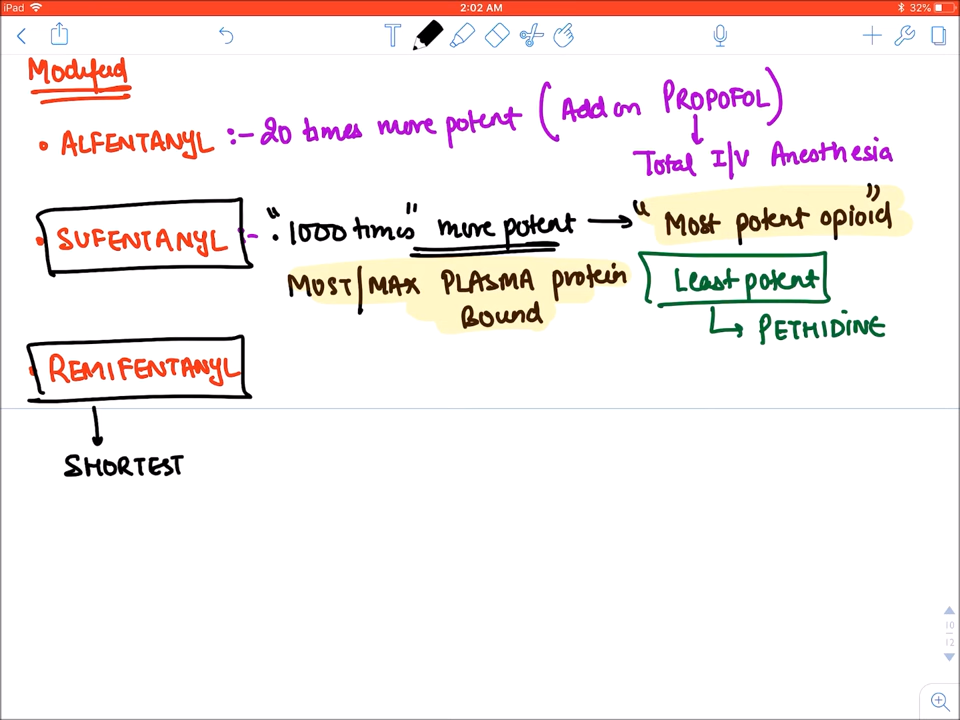 iPad 2:02 AM 32%
T
Modified
• ALFENTANYL :- 20 times more potent (Add on PROPOFOL)
Total I/V Anesthesia
• SUFENTANYL - : "1000 times" more potent → "Most potent opioid"
MOST/MAX PLASMA protein Bound
Least potent
↳ PETHIDINE
• REMIFENTANYL
↓
SHORTEST
10
12